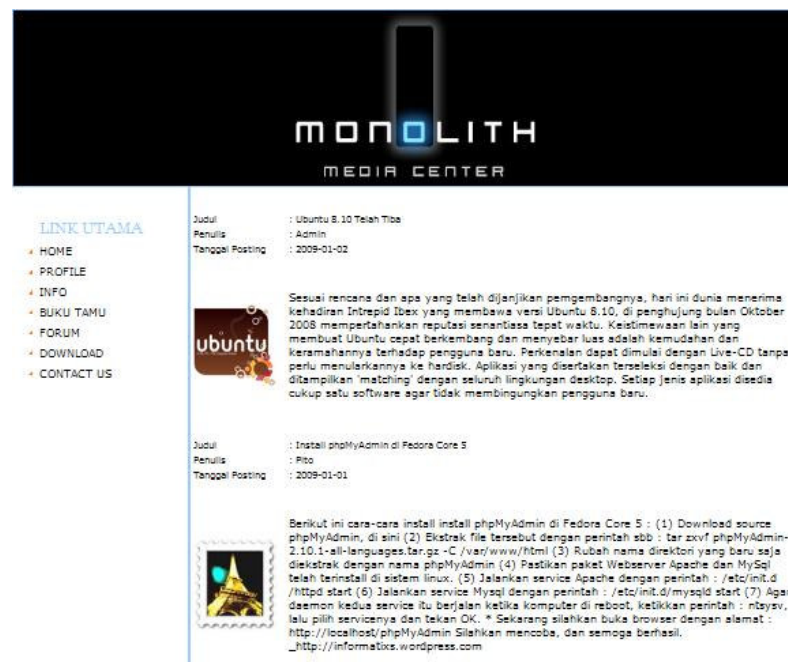 MONOLITH
MEDIA CENTER
LINK UTAMA
HOME
PROFILE
INFO
BUKU TAMU
FORUM
DOWNLOAD
CONTACT US
Judul : Ubuntu 8.10 Telah Tiba
Penulis : Admin
Tanggal Posting : 2009-01-02
ubuntu
Sesuai rencana dan apa yang telah dijanjikan pemgembangnya, hari ini dunia menerima
kehadiran Intrepid Ibex yang membawa versi Ubuntu 8.10, di penghujung bulan Oktober
2008 mempertahankan reputasi senantiasa tepat waktu. Keistimewaan lain yang
membuat Ubuntu cepat berkembang dan menyebar luas adalah kemudahan dan
keramahannya terhadap pengguna baru. Perkenalan dapat dimulai dengan Live-CD tanpa
perlu menularkannya ke hardisk. Aplikasi yang disertakan terseleksi dengan baik dan
ditampilkan 'matching' dengan seluruh lingkungan desktop. Setiap jenis aplikasi disedia
cukup satu software agar tidak membingungkan pengguna baru.
Judul : Install phpMyAdmin di Fedora Core 5
Penulis : Pito
Tanggal Posting : 2009-01-01
Berikut ini cara-cara install install phpMyAdmin di Fedora Core 5 : (1) Download source
phpMyAdmin, di sini (2) Ekstrak file tersebut dengan perintah sbb : tar zxvf phpMyAdmin-
2.10.1-all-languages.tar.gz -C /var/www/html (3) Rubah nama direktori yang baru saja
diekstrak dengan nama phpMyAdmin (4) Pastikan paket Webserver Apache dan MySql
telah terinstall di sistem linux. (5) Jalankan service Apache dengan perintah : /etc/init.d
/httpd start (6) Jalankan service Mysql dengan perintah : /etc/init.d/mysqld start (7) Agar
daemon kedua service itu berjalan ketika komputer di reboot, ketikkan perintah : ntsysv,
lalu pilih servicenya dan tekan OK. * Sekarang silahkan buka browser dengan alamat :
http://localhost/phpMyAdmin Silahkan mencoba, dan semoga berhasil.
_http://informatixs.wordpress.com